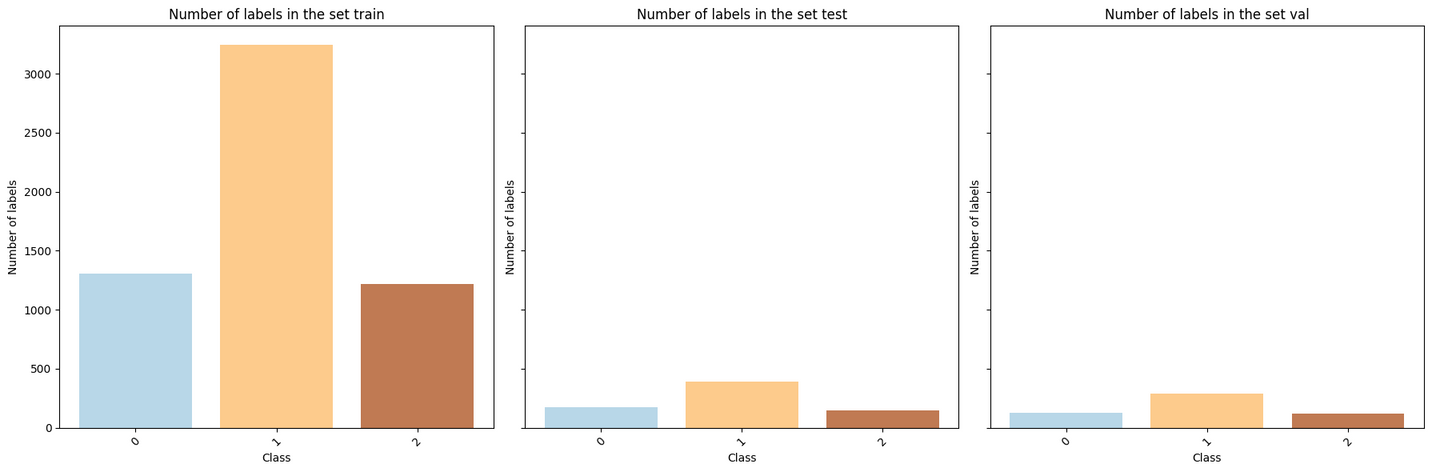 Number of labels in the set train
Number of labels
3000
2500
2000
1500
1000
500
0
0
1
2
Class
Number of labels in the set test
Number of labels
0
1
2
Class
Number of labels in the set val
Number of labels
0
1
2
Class